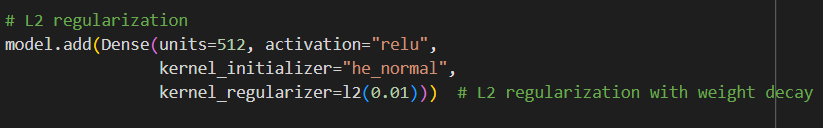 # L2 regularization
model.add(Dense(units=512, activation="relu",
                kernel_initializer="he_normal",
                kernel_regularizer=l2(0.01)))  # L2 regularization with weight decay